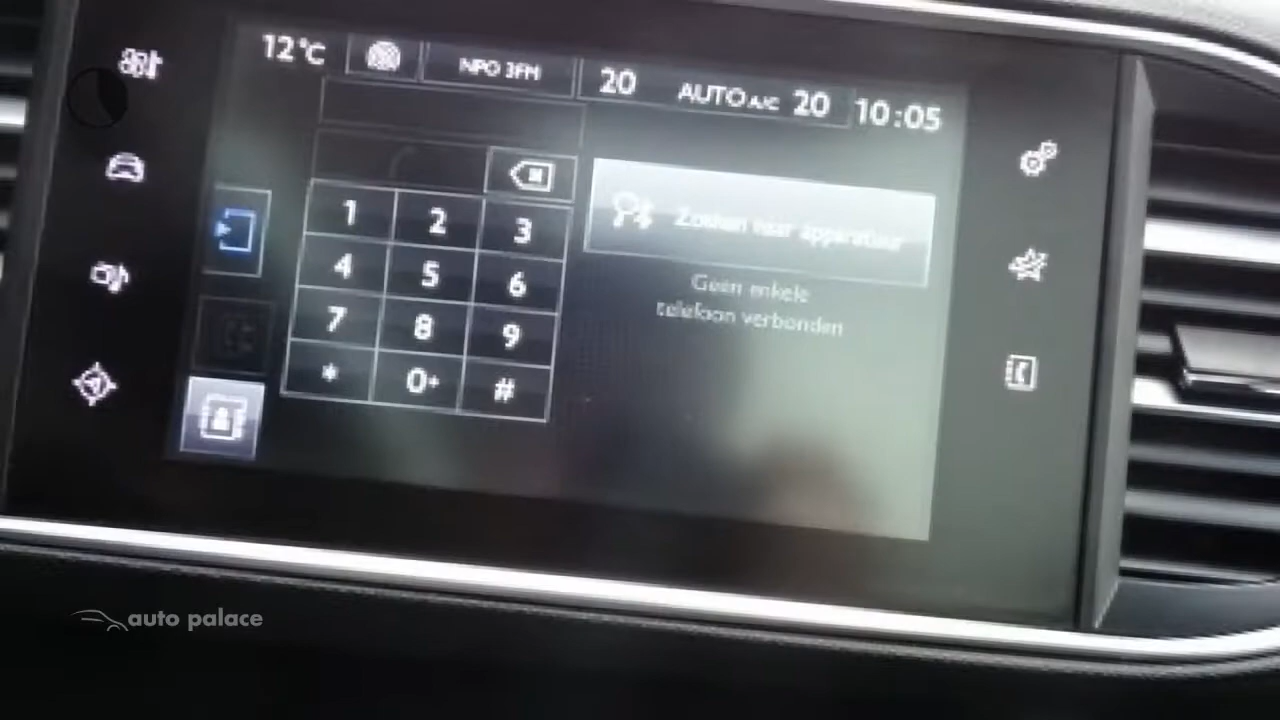 12°C
NPO 3FM
20 AUTO A/C 20
10:05
Zoeken naar apparatuur
Geen enkele
telefoon verbonden
1 2 3
4 5 6
7 8 9
* 0+ #
auto palace